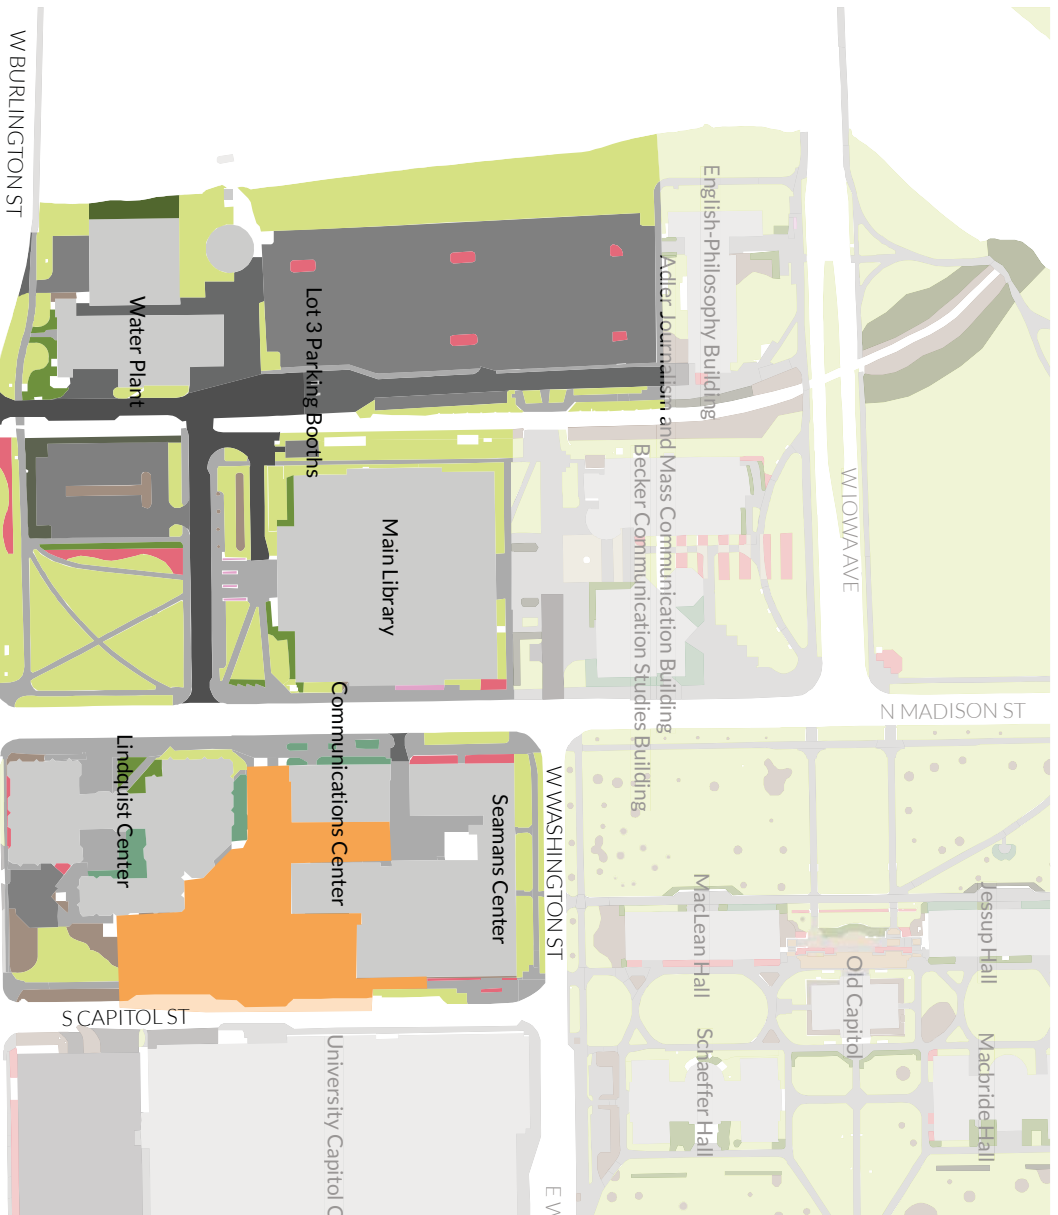 W BURLINGTON ST
English-Philosophy Building
Adler Journalism and Mass Communication Building
Water Plant
Lot 3 Parking Booths
Becker Communication Studies Building
W IOWA AVE
Main Library
N MADISON ST
Communications Center
Lindquist Center
Seamans Center
W WASHINGTON ST
MacLean Hall
Jessup Hall
Old Capitol
S CAPITOL ST
Schaeffer Hall
Macbride Hall
University Capitol C
E W